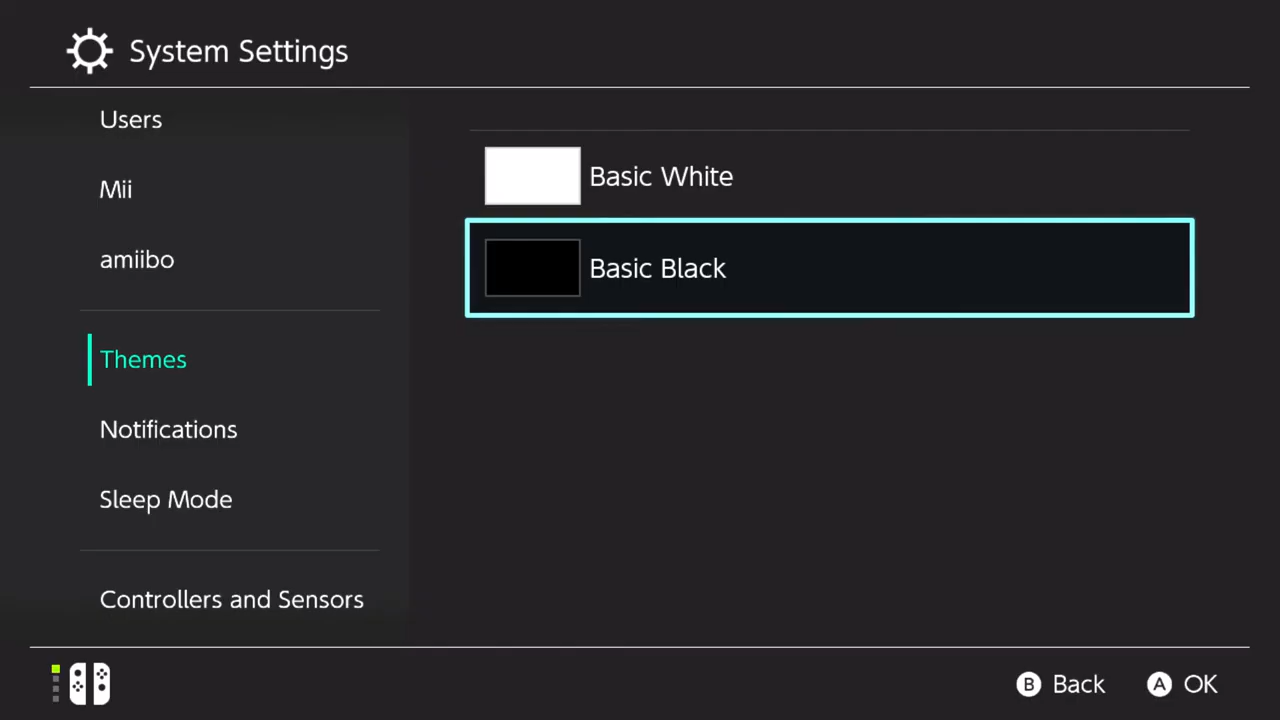 System Settings
Users
Mii
amiibo
Themes
Notifications
Sleep Mode
Controllers and Sensors
Basic White
Basic Black
B Back
A OK